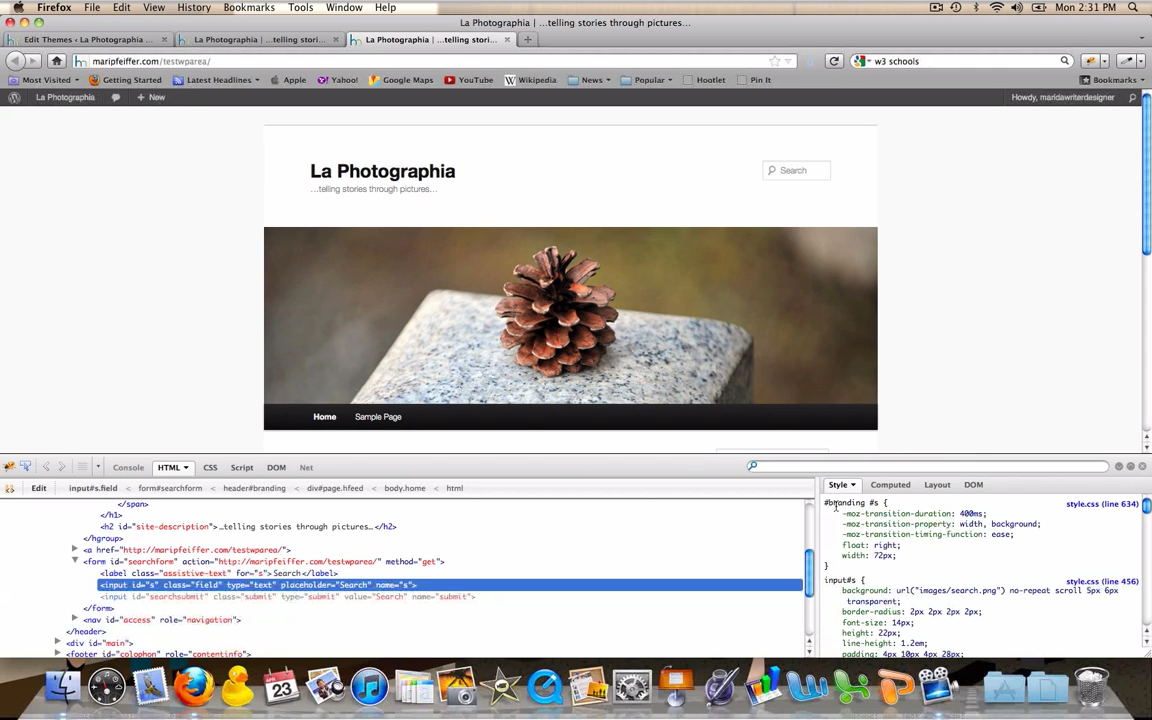 Firefox File Edit View History Bookmarks Tools Window Help Mon 2:31 PM
La Photographia | …telling stories through pictures…
Edit Themes ‹ La Photographia … La Photographia | …telling stori… La Photographia | …telling stori…
maripfeiffer.com/testwparea/ w3 schools
Most Visited Getting Started Latest Headlines Apple Yahoo! Google Maps YouTube Wikipedia News Popular Hootlet Pin It Bookmarks
La Photographia + New Howdy, maridawriterdesigner
La Photographia
…telling stories through pictures…
Search
Home Sample Page
Console HTML CSS Script DOM Net
Edit input#s.field < form#searchform < header#branding < div#page.hfeed < body.home < html
Style Computed Layout DOM
</span>
</h1>
<h2 id="site-description">…telling stories through pictures…</h2>
</hgroup>
<a href="http://maripfeiffer.com/testwparea/">
<form id="searchform" action="http://maripfeiffer.com/testwparea/" method="get">
<label class="assistive-text" for="s">Search</label>
<input id="s" class="field" type="text" placeholder="Search" name="s">
<input id="searchsubmit" class="submit" type="submit" value="Search" name="submit">
</form>
<nav id="access" role="navigation">
</header>
<div id="main">
<footer id="colophon" role="contentinfo">
#branding #s { style.css (line 634)
-moz-transition-duration: 400ms;
-moz-transition-property: width, background;
-moz-transition-timing-function: ease;
float: right;
width: 72px;
}
input#s { style.css (line 456)
background: url("images/search.png") no-repeat scroll 5px 6px
transparent;
border-radius: 2px 2px 2px 2px;
font-size: 14px;
height: 22px;
line-height: 1.2em;
padding: 4px 10px 4px 28px;
APR
23